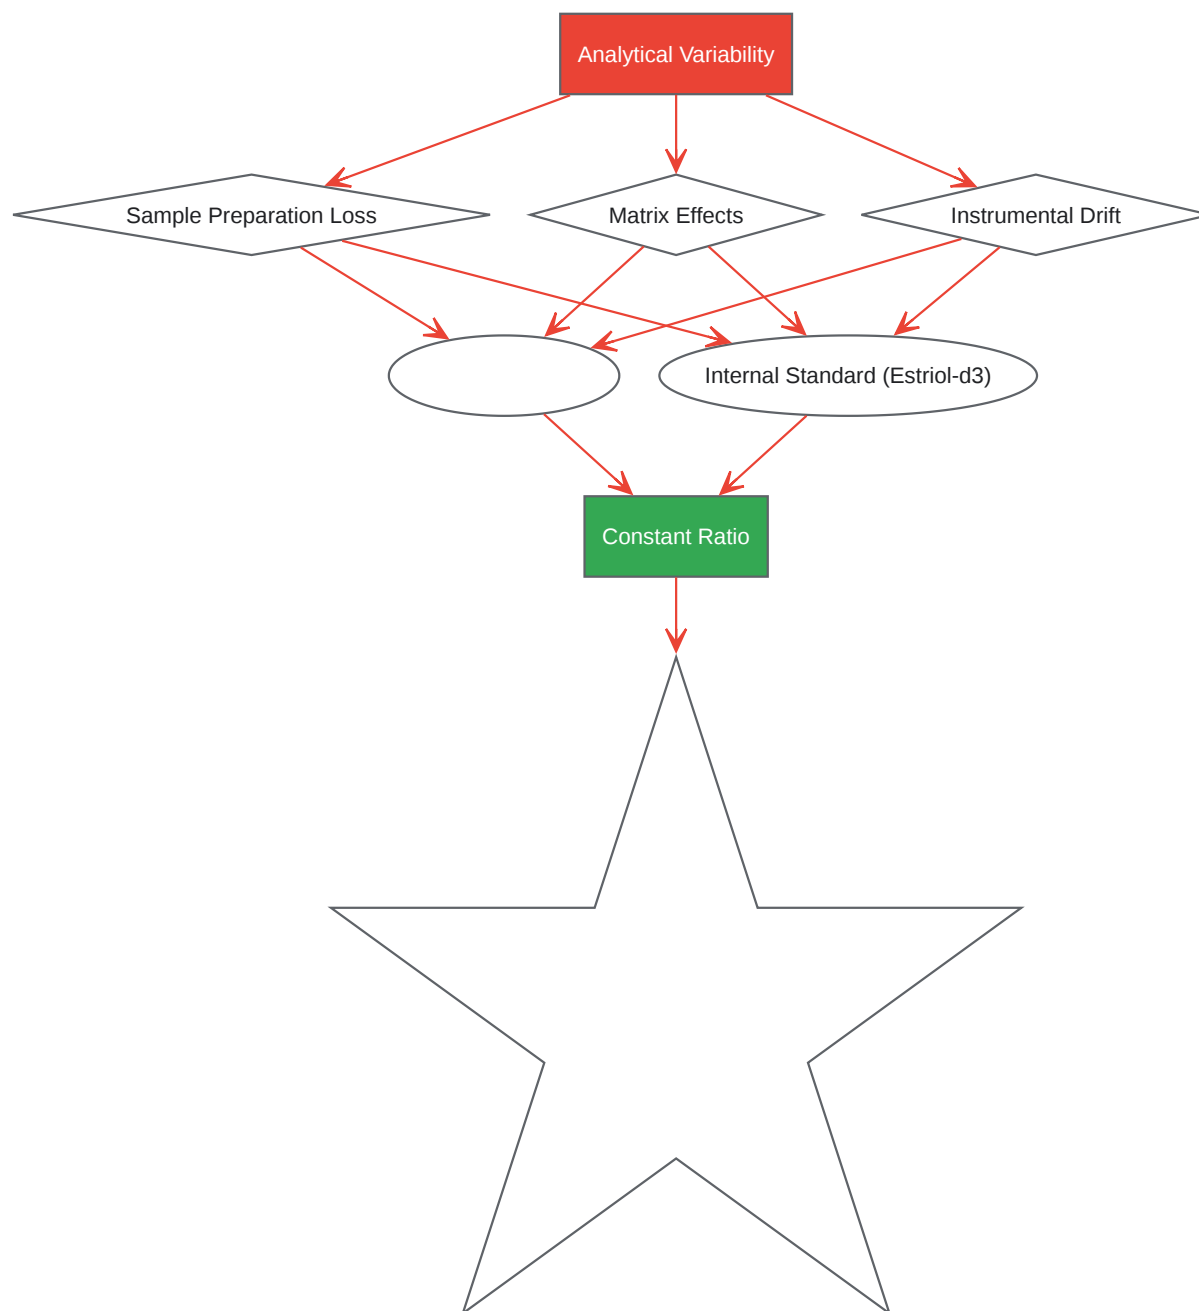 Analytical Variability
Sample Preparation Loss
Matrix Effects
Instrumental Drift
Internal Standard (Estriol-d3)
Constant Ratio